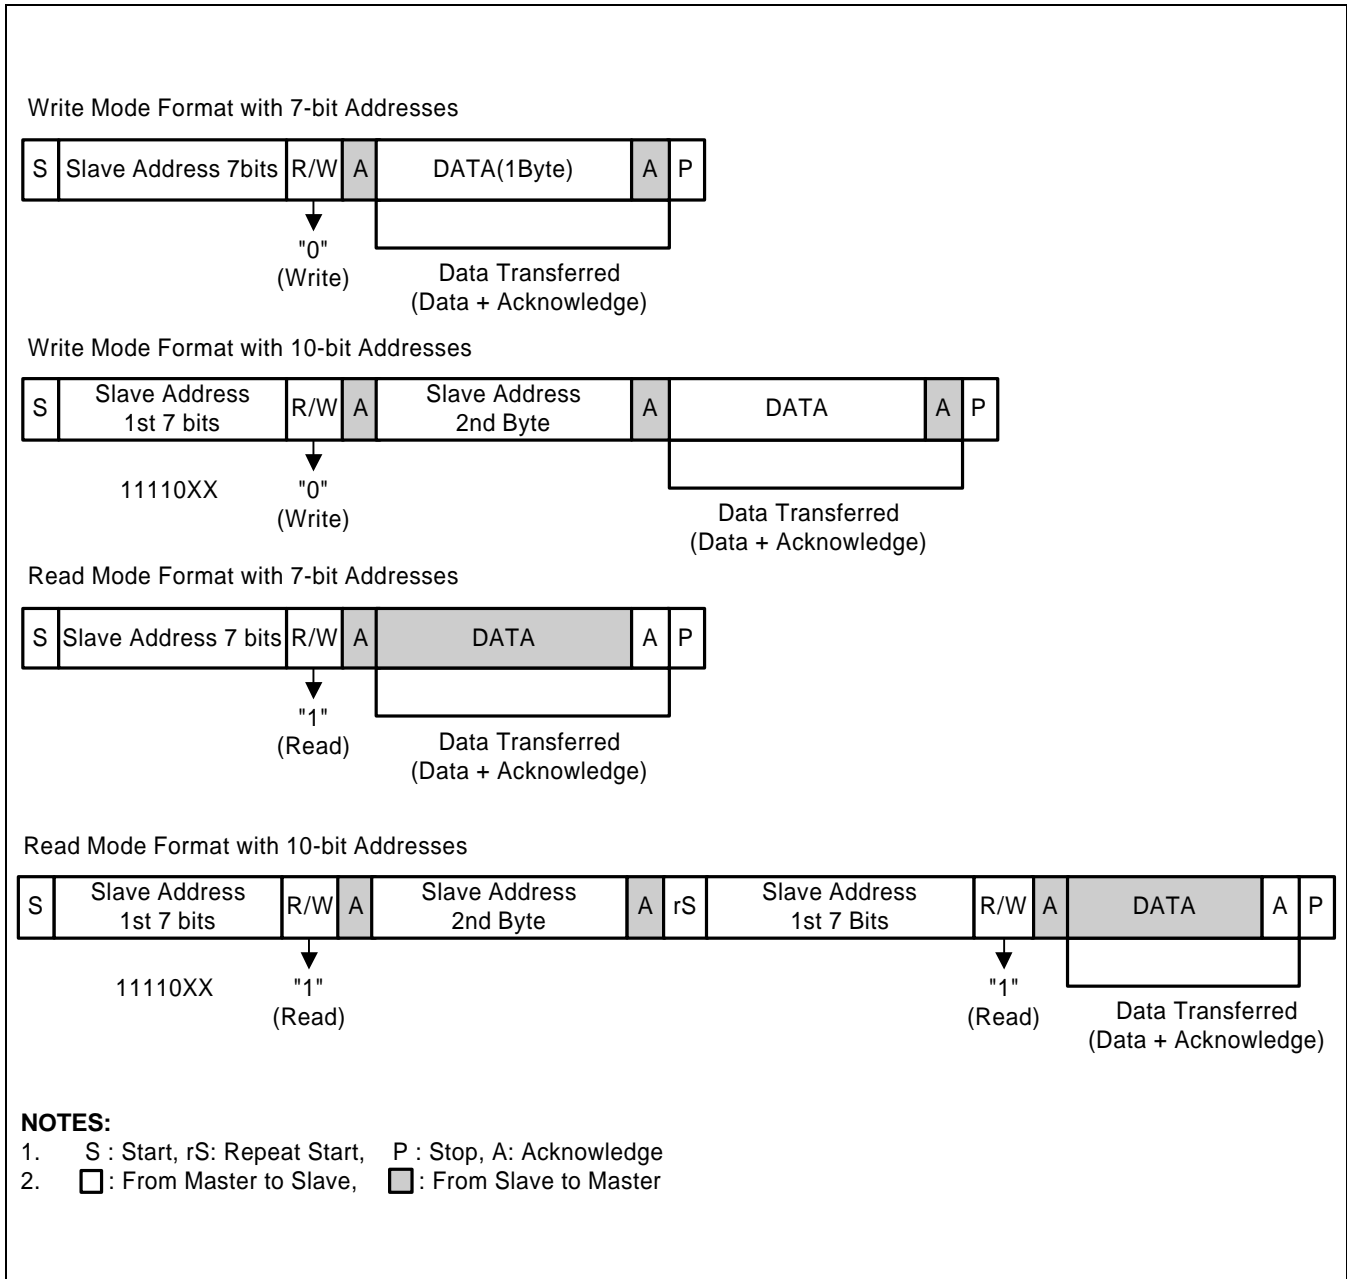 Write Mode Format with 7-bit Addresses
S Slave Address 7bits R/W A DATA(1Byte) A P
"0"
(Write)
Data Transferred
(Data + Acknowledge)
Write Mode Format with 10-bit Addresses
S Slave Address 1st 7 bits R/W A Slave Address 2nd Byte A DATA A P
11110XX "0"
(Write)
Data Transferred
(Data + Acknowledge)
Read Mode Format with 7-bit Addresses
S Slave Address 7 bits R/W A DATA A P
"1"
(Read)
Data Transferred
(Data + Acknowledge)
Read Mode Format with 10-bit Addresses
S Slave Address 1st 7 bits R/W A Slave Address 2nd Byte A rS Slave Address 1st 7 Bits R/W A DATA A P
11110XX "1"
(Read)
"1"
(Read)
Data Transferred
(Data + Acknowledge)
NOTES:
1. S : Start, rS: Repeat Start, P : Stop, A: Acknowledge
2. : From Master to Slave, : From Slave to Master